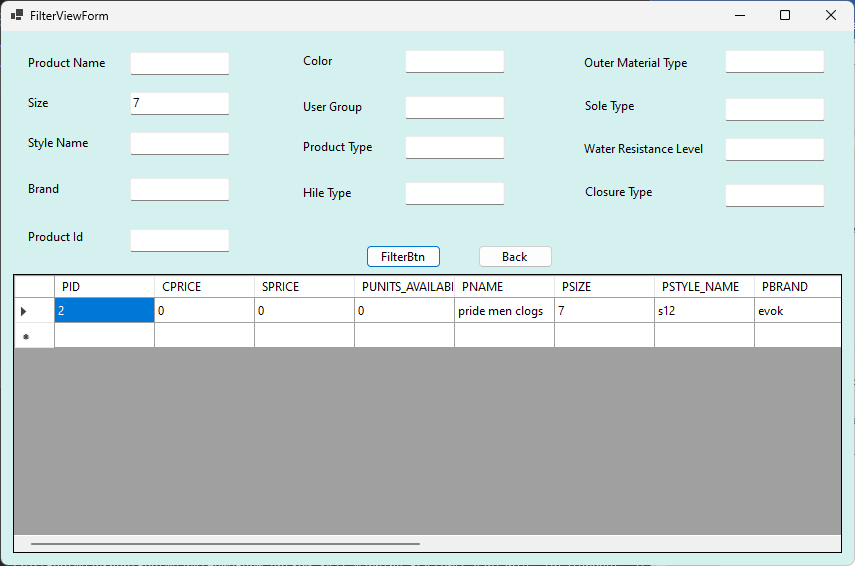 FilterViewForm
Product Name
Color
Outer Material Type
Size 7
User Group
Sole Type
Style Name
Product Type
Water Resistance Level
Brand
Hile Type
Closure Type
Product Id
FilterBtn Back
PID CPRICE SPRICE PUNITS_AVAILABI PNAME PSIZE PSTYLE_NAME PBRAND
2 0 0 0 pride men clogs 7 s12 evok